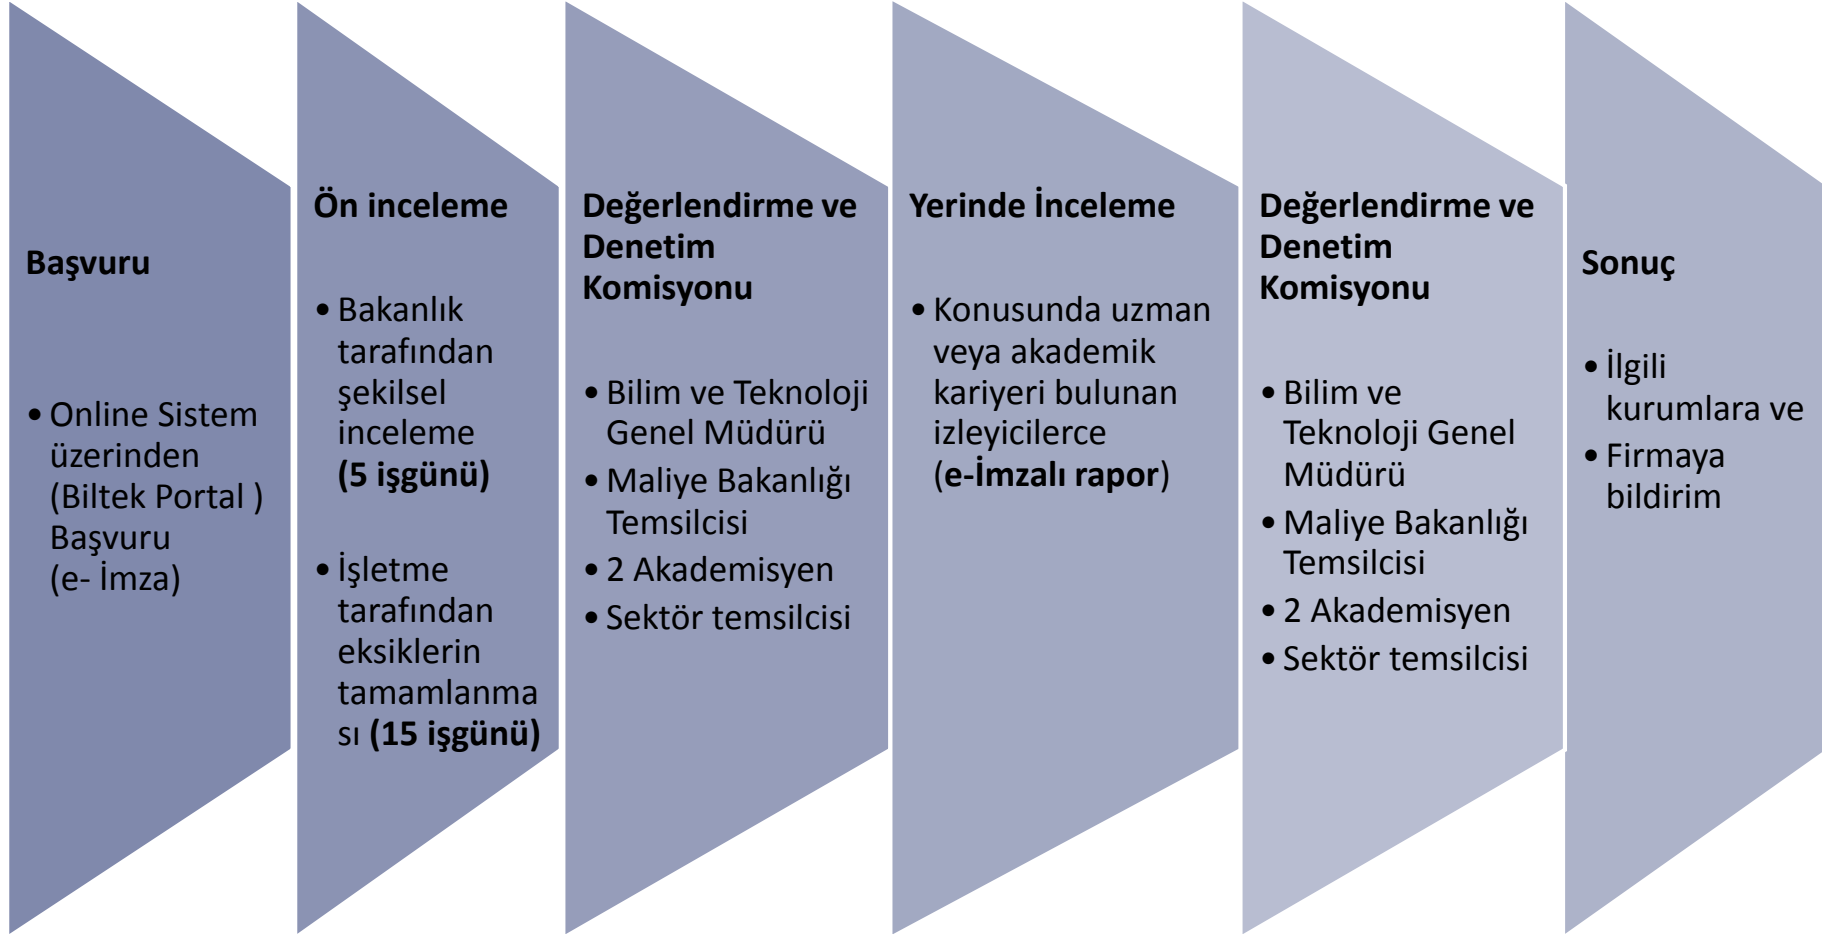 Başvuru
• Online Sistem
üzerinden
(Biltek Portal )
Başvuru
(e- İmza)
Ön inceleme
• Bakanlık
tarafından
şekilsel
inceleme
(5 işgünü)
• İşletme
tarafından
eksiklerin
tamamlanma
sı (15 işgünü)
Değerlendirme ve
Denetim
Komisyonu
• Bilim ve Teknoloji
Genel Müdürü
• Maliye Bakanlığı
Temsilcisi
• 2 Akademisyen
• Sektör temsilcisi
Yerinde İnceleme
• Konusunda uzman
veya akademik
kariyeri bulunan
izleyicilerce
(e-İmzalı rapor)
Değerlendirme ve
Denetim
Komisyonu
• Bilim ve
Teknoloji Genel
Müdürü
• Maliye Bakanlığı
Temsilcisi
• 2 Akademisyen
• Sektör temsilcisi
Sonuç
• İlgili
kurumlara ve
• Firmaya
bildirim